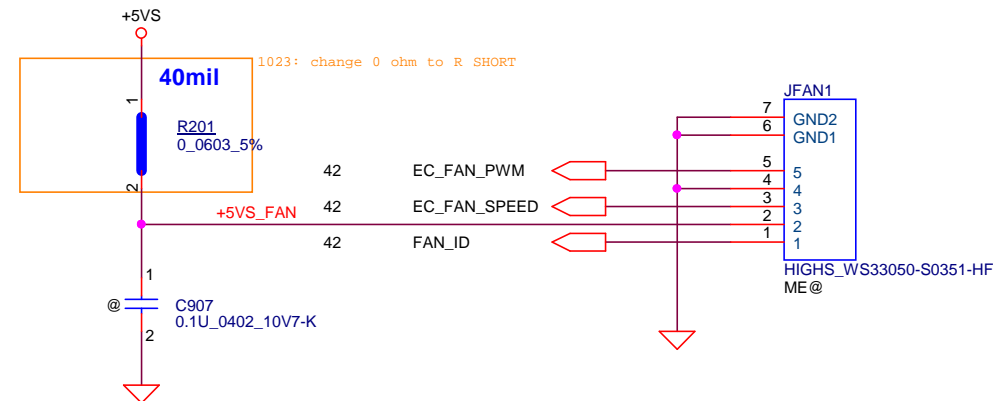 +5VS
1023: change 0 ohm to R SHORT
40mil
1
R201
0_0603_5%
2
+5VS_FAN
42 EC_FAN_PWM
42 EC_FAN_SPEED
42 FAN_ID
1
@
C907
0.1U_0402_10V7-K
2
JFAN1
7 GND2
6 GND1
5 5
4 4
3 3
2 2
1 1
HIGHS_WS33050-S0351-HF
ME@